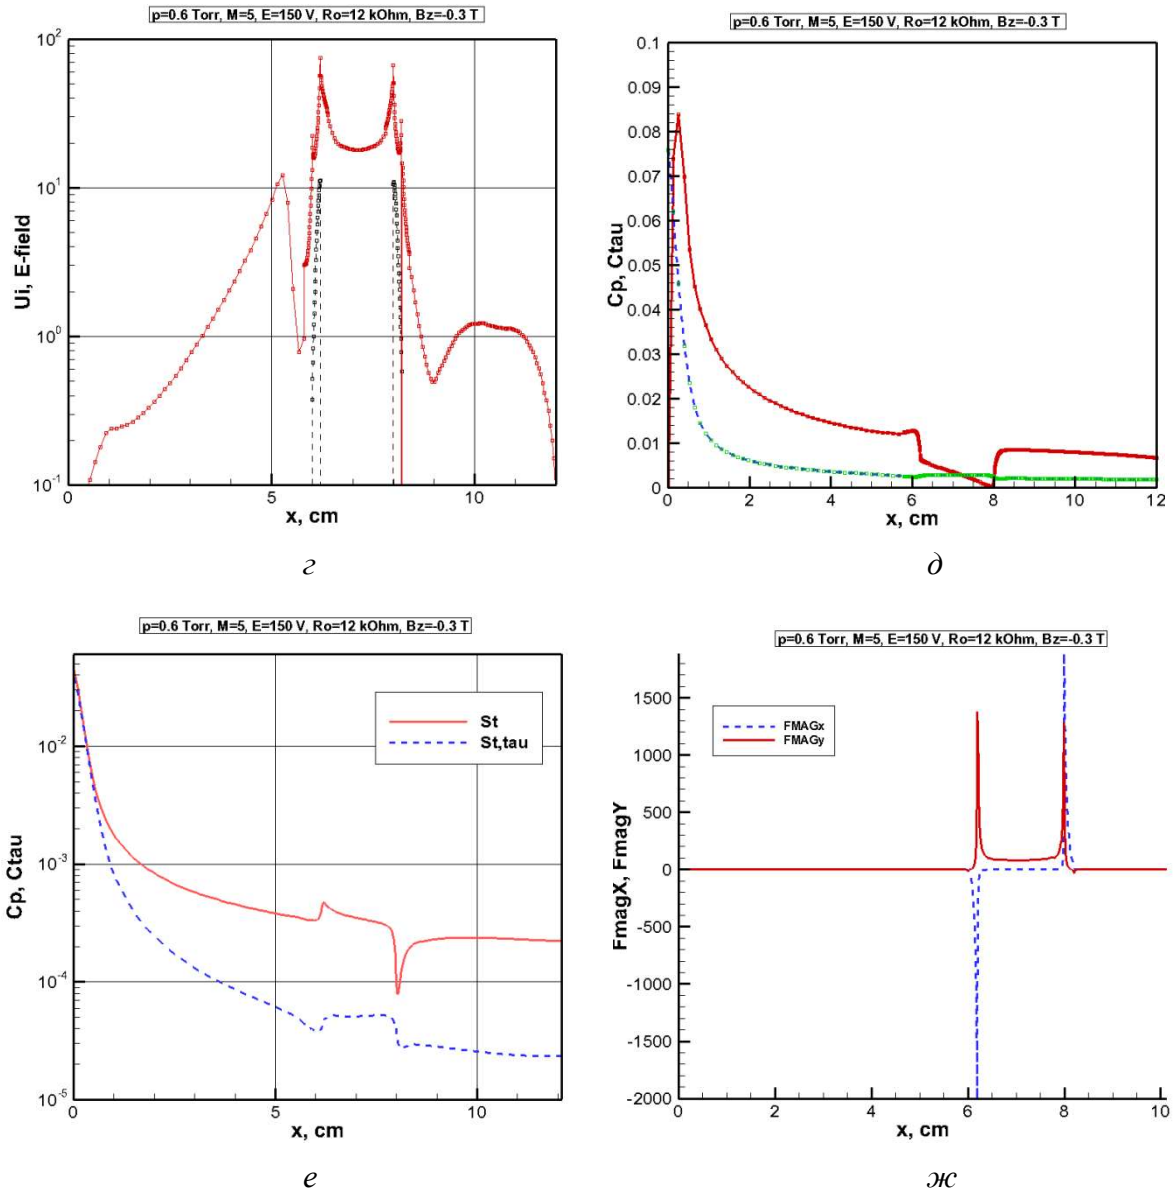 p=0.6 Torr, M=5, E=150 V, Ro=12 kOhm, Bz=-0.3 T
Ui, E-field
10²
10¹
10⁰
10⁻¹
0 5 10
x, cm
г
p=0.6 Torr, M=5, E=150 V, Ro=12 kOhm, Bz=-0.3 T
Cp, Ctau
0.1
0.09
0.08
0.07
0.06
0.05
0.04
0.03
0.02
0.01
0
0 2 4 6 8 10 12
x, cm
д
p=0.6 Torr, M=5, E=150 V, Ro=12 kOhm, Bz=-0.3 T
Cp, Ctau
St
St,tau
10⁻²
10⁻³
10⁻⁴
10⁻⁵
0 5 10
x, cm
е
p=0.6 Torr, M=5, E=150 V, Ro=12 kOhm, Bz=-0.3 T
FmagX, FmagY
FMAGx
FMAGy
1500
1000
500
0
-500
-1000
-1500
-2000
0 2 4 6 8 10
x, cm
ж